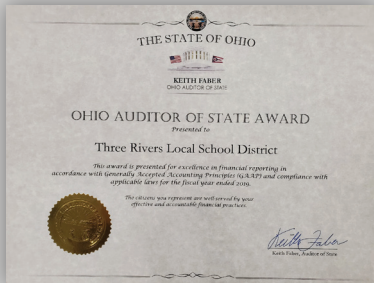 THE STATE OF OHIO
KEITH FABER
OHIO AUDITOR OF STATE
OHIO AUDITOR OF STATE AWARD
Presented to
Three Rivers Local School District
This award is presented for excellence in financial reporting in
accordance with Generally Accepted Accounting Principles (GAAP) and compliance with
applicable laws for the fiscal year ended 2019.
The citizens you represent are well served by your
effective and accountable financial practices.
Keith Faber
Keith Faber, Auditor of State